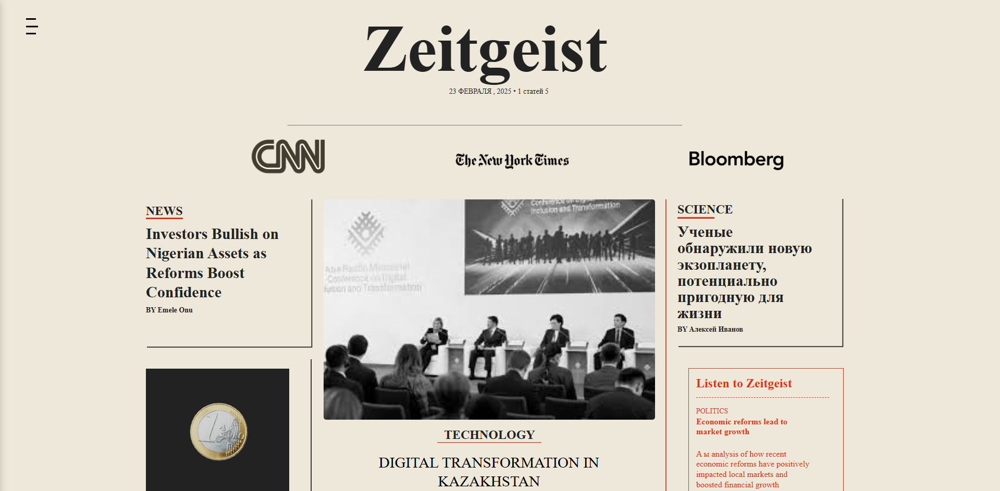 Zeitgeist
23 ФЕВРАЛЯ , 2025 • 1 статей 5
CNN
The New York Times
Bloomberg
NEWS
Investors Bullish on
Nigerian Assets as
Reforms Boost
Confidence
BY Emele Onu
Conference on Digital
Inclusion and Transformation
Asia Pacific Ministerial
Conference on Digital
lusion and Transformation
TECHNOLOGY
DIGITAL TRANSFORMATION IN
KAZAKHSTAN
SCIENCE
Ученые
обнаружили новую
экзопланету,
потенциально
пригодную для
жизни
BY Алексей Иванов
1 EURO
Listen to Zeitgeist
POLITICS
Economic reforms lead to
market growth
А ы analysis of how recent
economic reforms have positively
impacted local markets and
boosted financial growth